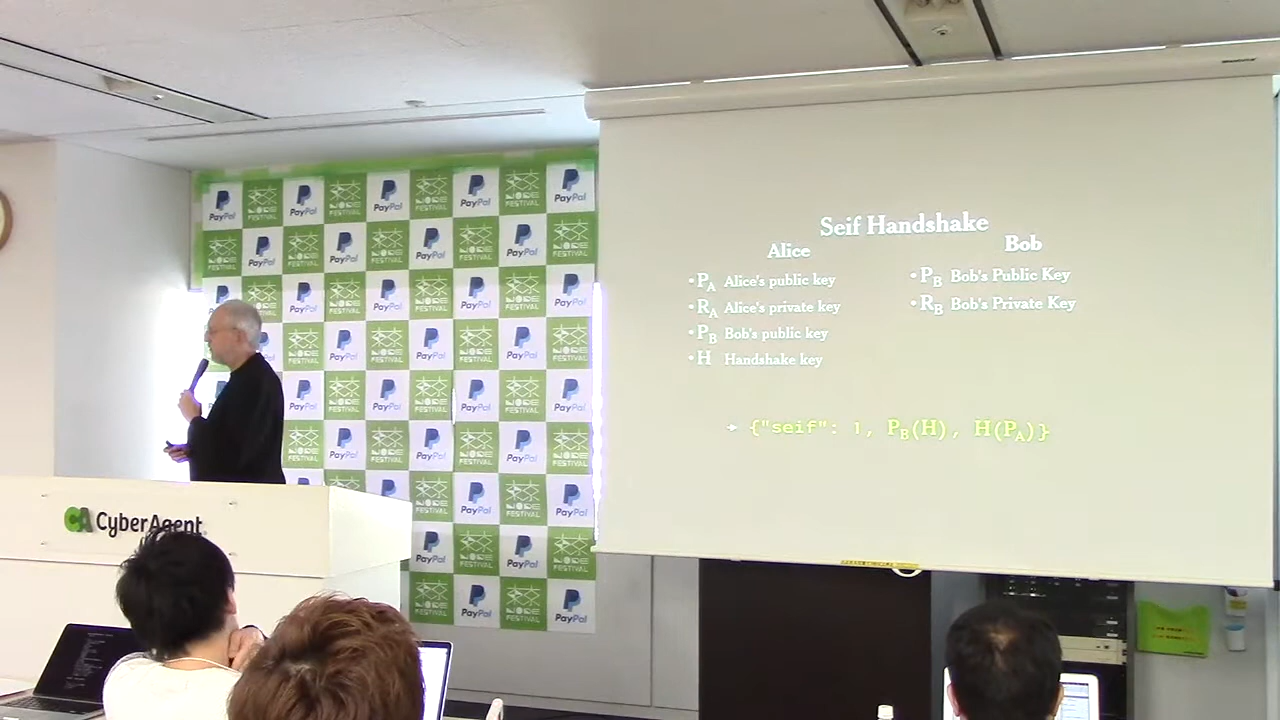 Seif Handshake
Alice
• PA Alice's public key
• RA Alice's private key
• PB Bob's public key
• H Handshake key
Bob
• PB Bob's Public Key
• RB Bob's Private Key
→ {"seif": 1, PB(H), H(PA)}
PayPal
NODE FESTIVAL
CA CyberAgent